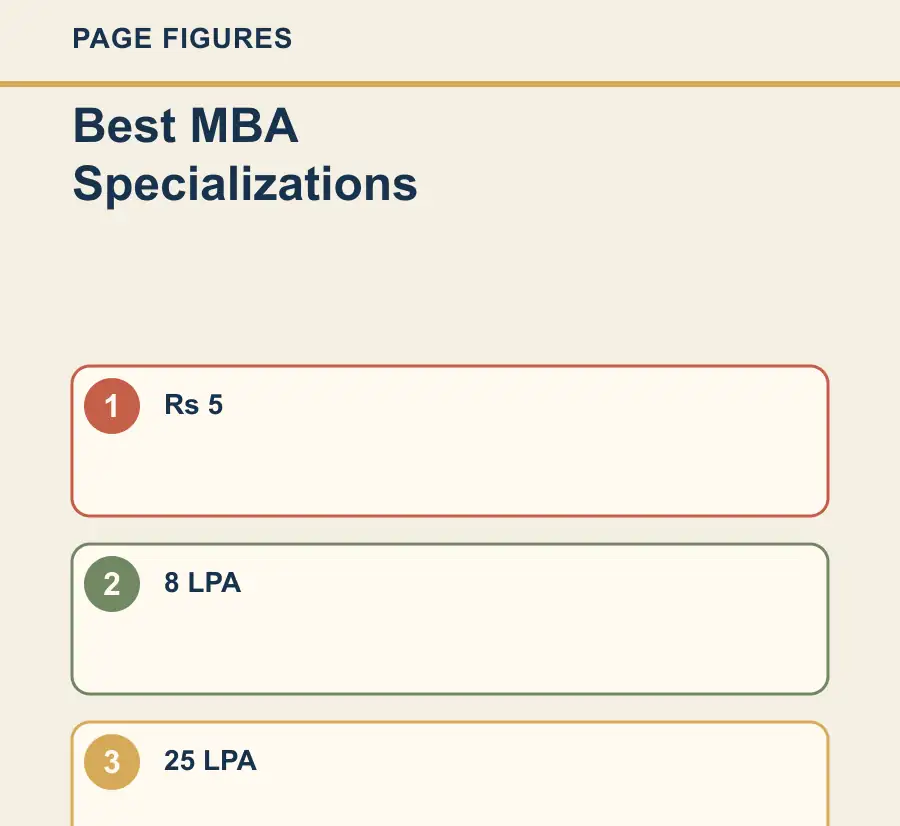 PAGE FIGURES
Best MBA
Specializations
1
Rs 5
2
8 LPA
3
25 LPA